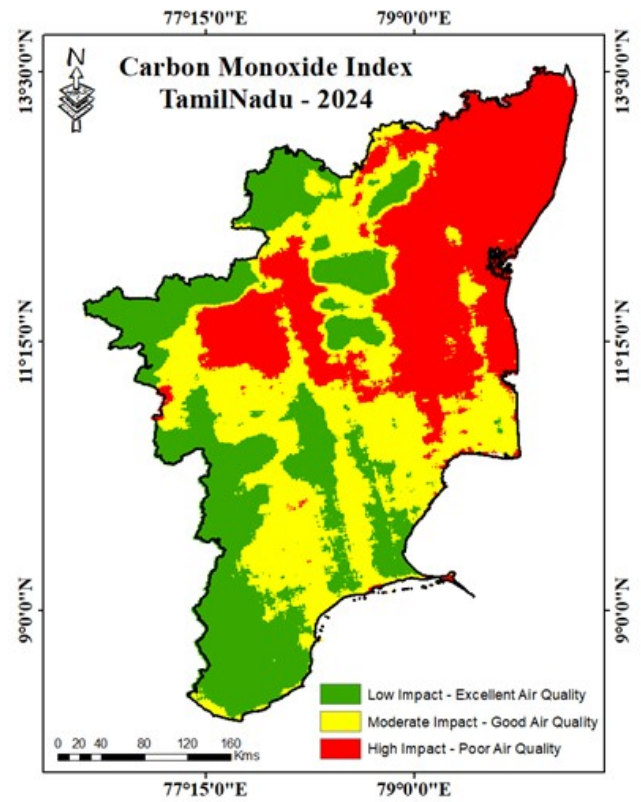 77°15'0"E 79°0'0"E
13°30'0"N 13°30'0"N
N
Carbon Monoxide Index
TamilNadu - 2024
11°15'0"N 11°15'0"N
9°0'0"N 9°0'0"N
Low Impact - Excellent Air Quality
Moderate Impact - Good Air Quality
High Impact - Poor Air Quality
0 20 40 80 120 160
Kms
77°15'0"E 79°0'0"E